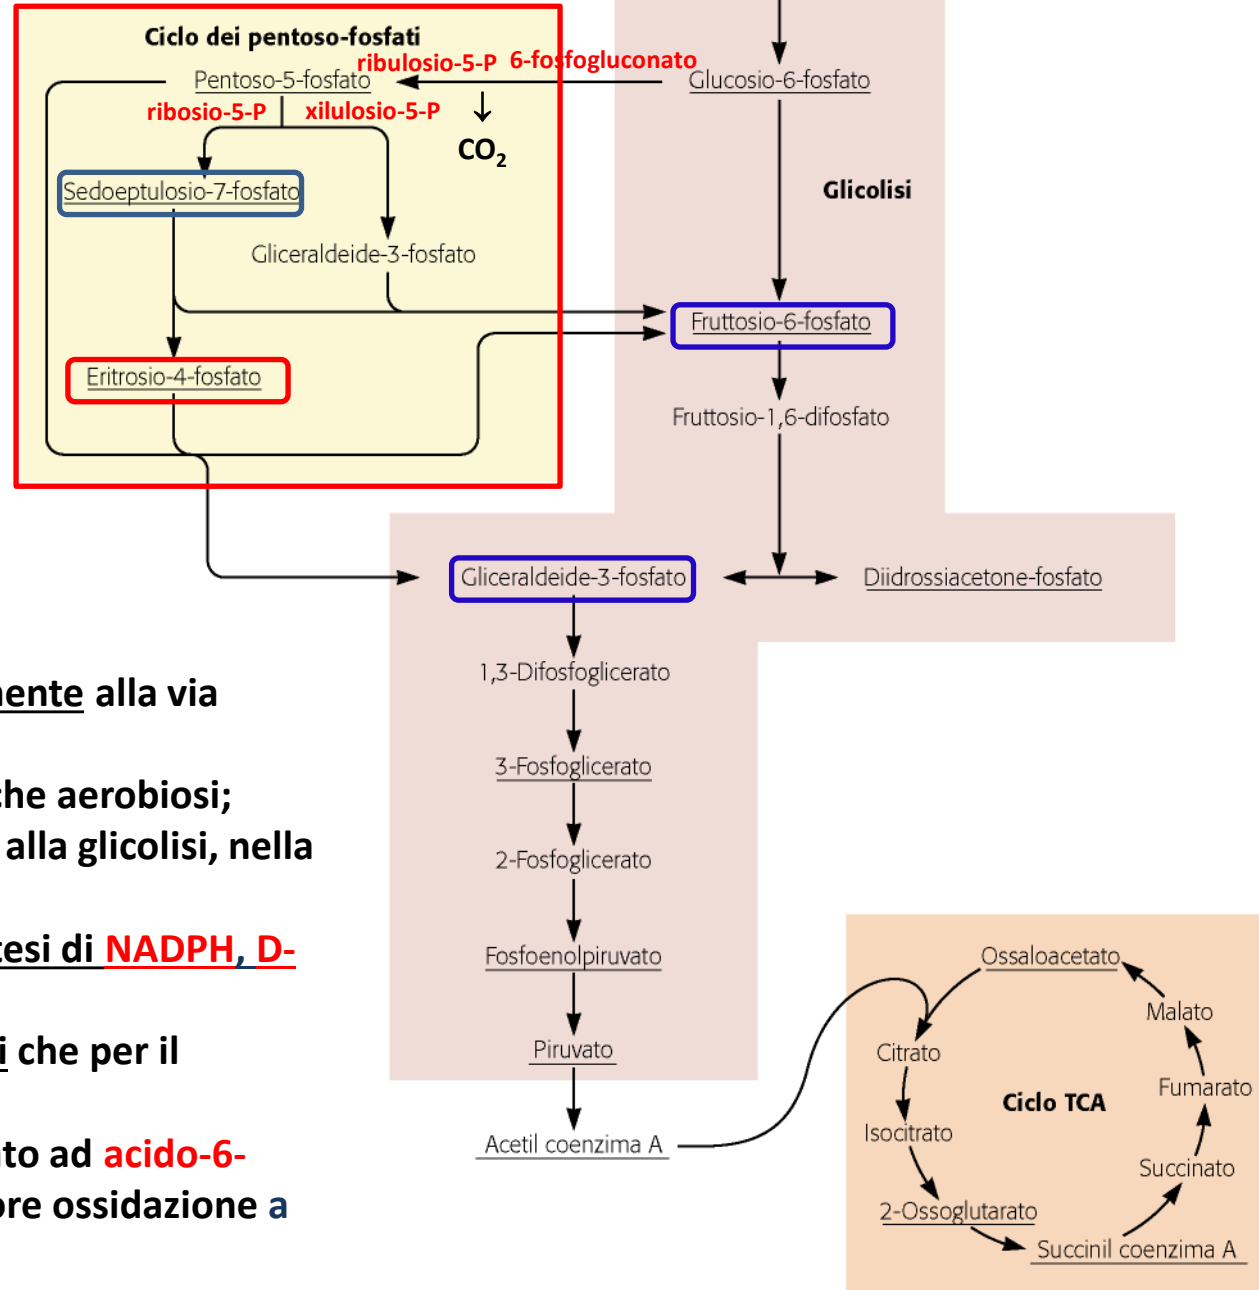 Ciclo dei pentoso-fosfati
ribulosio-5-P 6-fosfogluconato
Pentoso-5-fosfato
Glucosio-6-fosfato
ribosio-5-P xilulosio-5-P
CO2
Sedoeptulosio-7-fosfato
Glicolisi
Gliceraldeide-3-fosfato
Fruttosio-6-fosfato
Eritrosio-4-fosfato
Fruttosio-1,6-difosfato
Gliceraldeide-3-fosfato
Diidrossiacetone-fosfato
1,3-Difosfoglicerato
3-Fosfoglicerato
2-Fosfoglicerato
Fosfoenolpiruvato
Piruvato
Acetil coenzima A
Ossaloacetato
Malato
Citrato
Fumarato
Ciclo TCA
Isocitrato
Succinato
2-Ossoglutarato
Succinil coenzima A
alla via
che aerobiosi;
alla glicolisi, nella
di NADPH, D-
che per il
ad acido-6-
ossidazione a